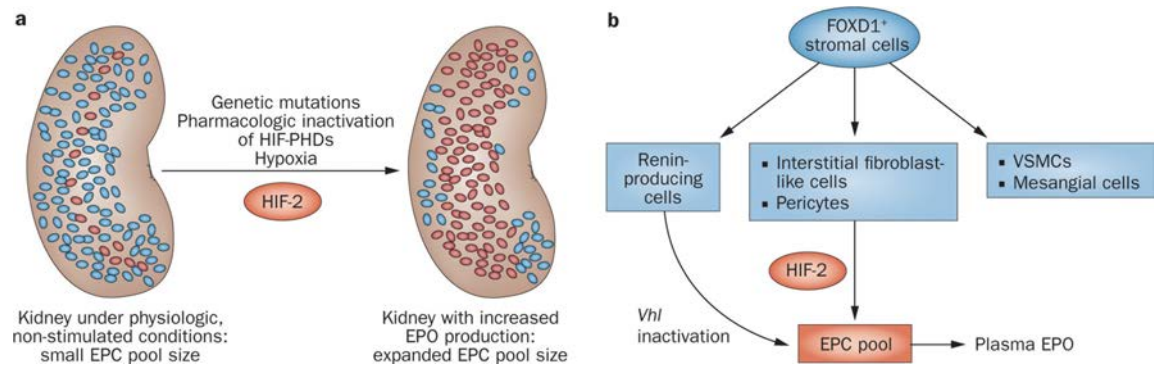 a
Genetic mutations
Pharmacologic inactivation
of HIF-PHDs
Hypoxia
HIF-2
Kidney under physiologic,
non-stimulated conditions:
small EPC pool size
Kidney with increased
EPO production:
expanded EPC pool size
b
FOXD1⁺
stromal cells
Renin-
producing
cells
▪ Interstitial fibroblast-
like cells
▪ Pericytes
▪ VSMCs
▪ Mesangial cells
HIF-2
Vhl
inactivation
EPC pool
Plasma EPO